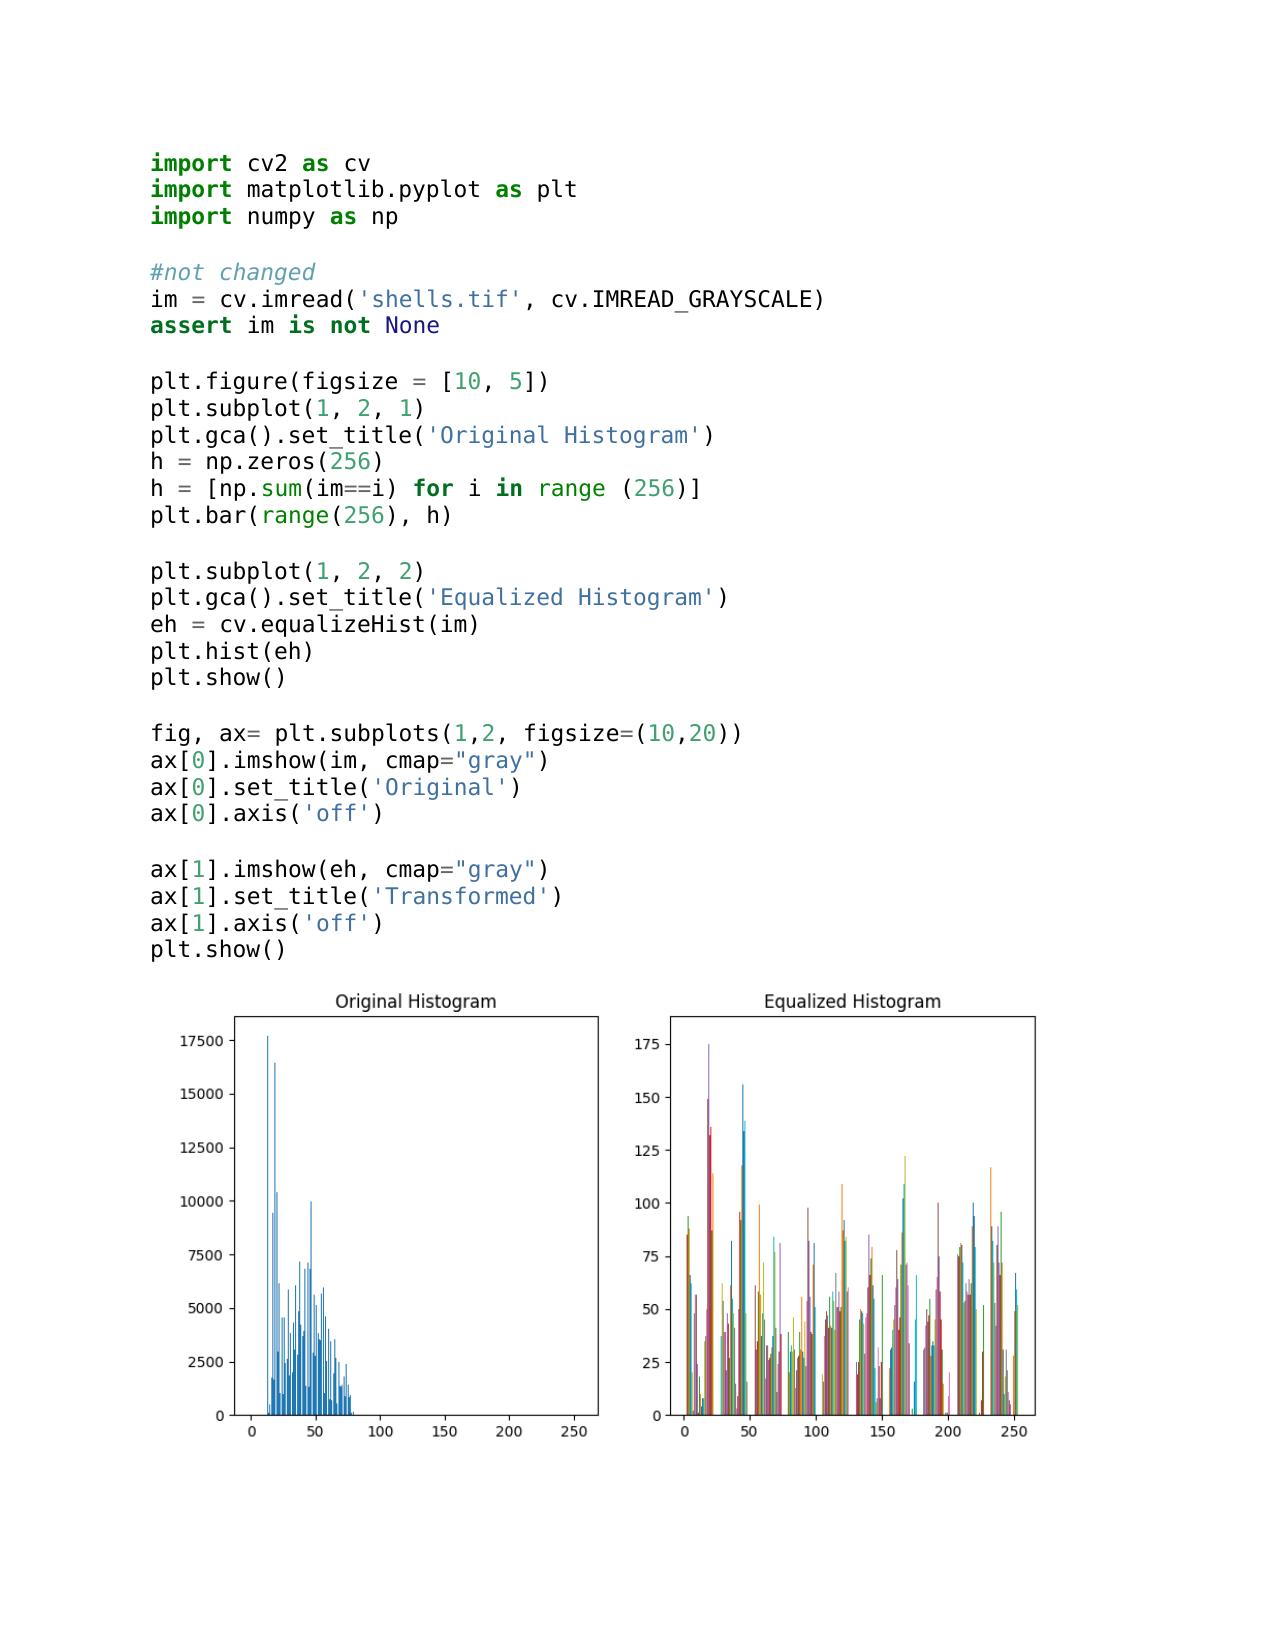 import cv2 as cv
import matplotlib.pyplot as plt
import numpy as np
#not changed
im = cv.imread('shells.tif', cv.IMREAD_GRAYSCALE)
assert im is not None
plt.figure(figsize = [10, 5])
plt.subplot(1, 2, 1)
plt.gca().set_title('Original Histogram')
h = np.zeros(256)
h = [np.sum(im==i) for i in range (256)]
plt.bar(range(256), h)
plt.subplot(1, 2, 2)
plt.gca().set_title('Equalized Histogram')
eh = cv.equalizeHist(im)
plt.hist(eh)
plt.show()
fig, ax= plt.subplots(1,2, figsize=(10,20))
ax[0].imshow(im, cmap="gray")
ax[0].set_title('Original')
ax[0].axis('off')
ax[1].imshow(eh, cmap="gray")
ax[1].set_title('Transformed')
ax[1].axis('off')
plt.show()
Original Histogram
17500
15000
12500
10000
7500
5000
2500
0
0 50 100 150 200 250
Equalized Histogram
175
150
125
100
75
50
25
0
0 50 100 150 200 250